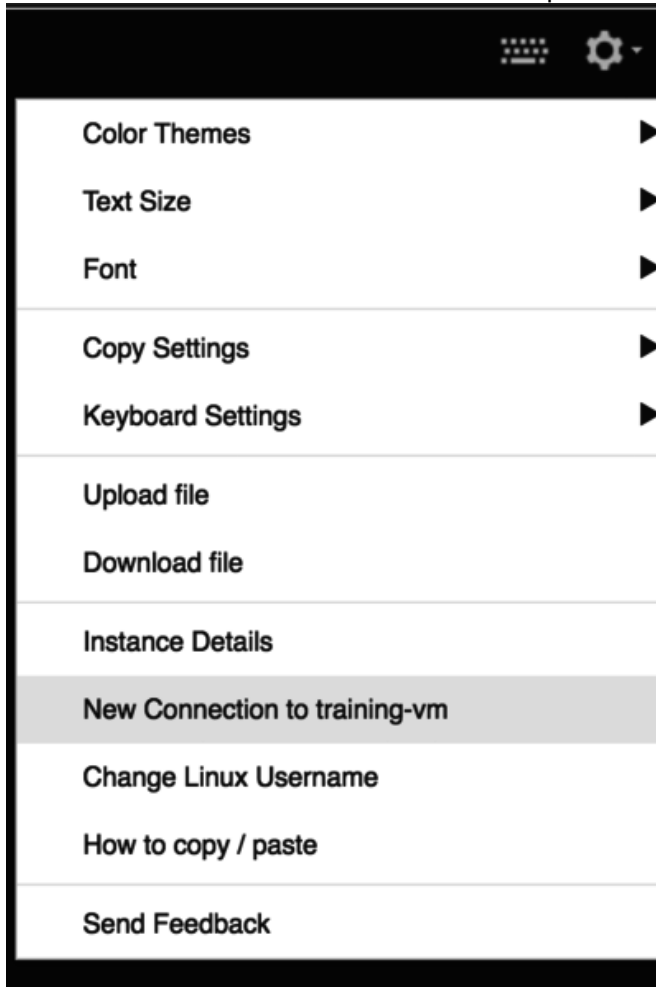 Color Themes
Text Size
Font
Copy Settings
Keyboard Settings
Upload file
Download file
Instance Details
New Connection to training-vm
Change Linux Username
How to copy / paste
Send Feedback